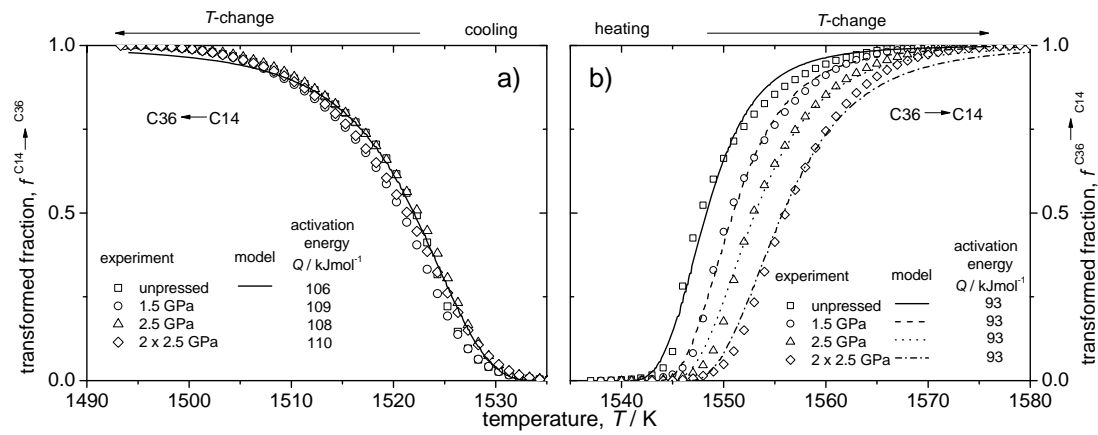 T-change
cooling
heating
T-change
transformed fraction, f C14→C36
1.0
0.5
0.0
a)
C36 ← C14
experiment
model
activation
energy
Q / kJmol-1
unpressed 106
1.5 GPa 109
2.5 GPa 108
2 x 2.5 GPa 110
1490 1500 1510 1520 1530
b)
C36 → C14
experiment
model
activation
energy
Q / kJmol-1
unpressed 93
1.5 GPa 93
2.5 GPa 93
2 x 2.5 GPa 93
1540 1550 1560 1570 1580
1.0
0.5
0.0
transformed fraction, f C36→C14
temperature, T / K